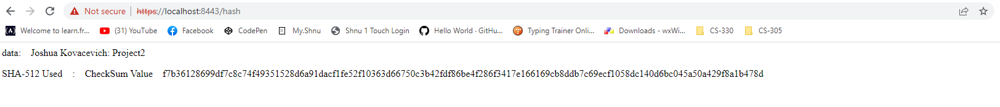 Not secure | https://localhost:8443/hash
Welcome to learn.fr... (31) YouTube Facebook CodePen My.Shnu Shnu 1 Touch Login Hello World · GitHu... Typing Trainer Onli... Downloads - wxWi... CS-330 CS-305
data: Joshua Kovacevich: Project2
SHA-512 Used : CheckSum Value f7b36128699df7c8c74f49351528d6a91dacf1fe52f10363d66750c3b42fdf86be4f286f3417e166169cb8ddb7c69ecf1058dc140d6bc045a50a429f8a1b478d